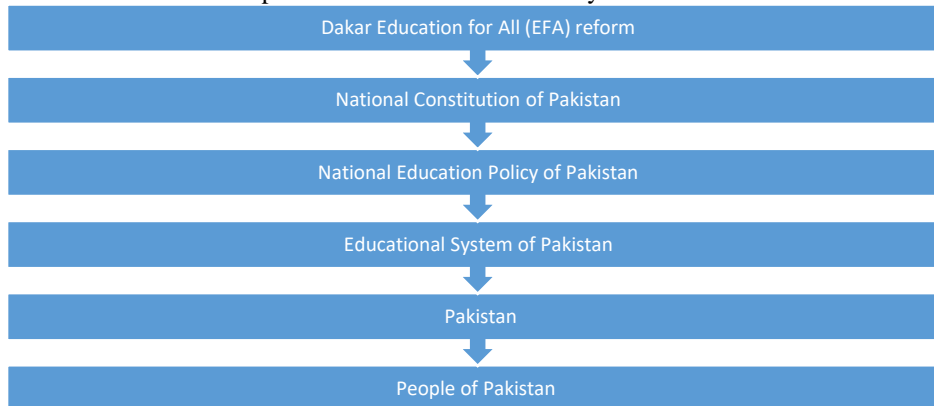 Dakar Education for All (EFA) reform
National Constitution of Pakistan
National Education Policy of Pakistan
Educational System of Pakistan
Pakistan
People of Pakistan